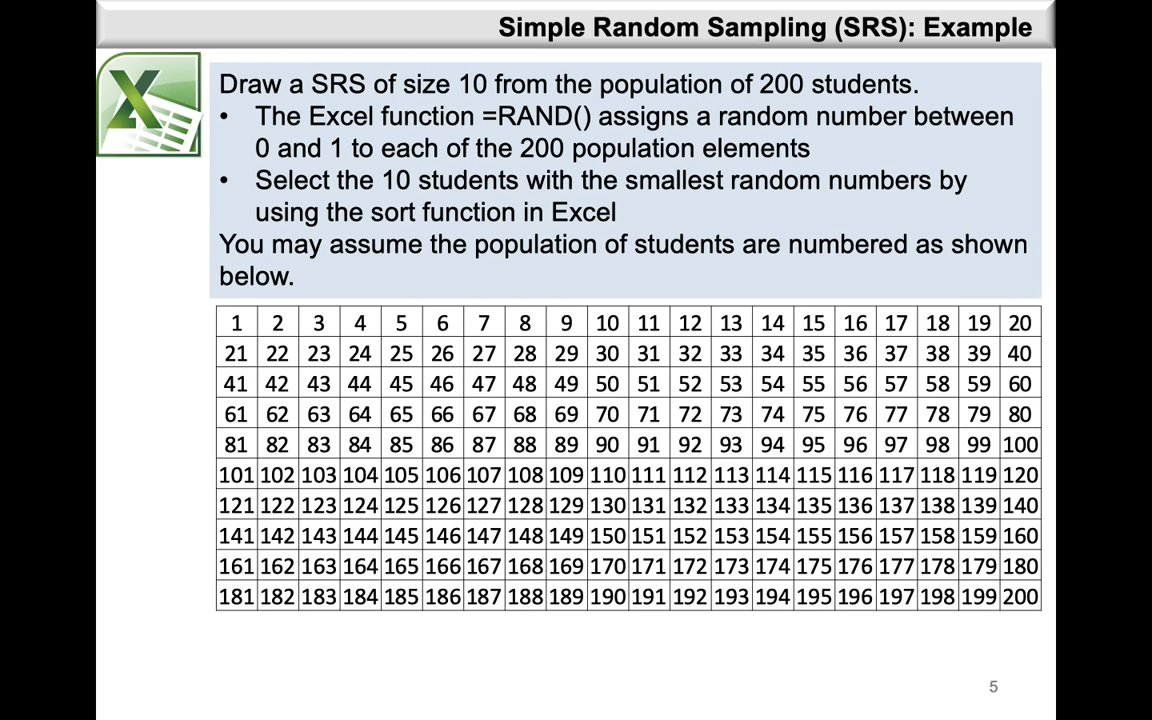 Simple Random Sampling (SRS): Example
Draw a SRS of size 10 from the population of 200 students.
• The Excel function =RAND() assigns a random number between
0 and 1 to each of the 200 population elements
• Select the 10 students with the smallest random numbers by
using the sort function in Excel
You may assume the population of students are numbered as shown
below.
1 2 3 4 5 6 7 8 9 10 11 12 13 14 15 16 17 18 19 20
21 22 23 24 25 26 27 28 29 30 31 32 33 34 35 36 37 38 39 40
41 42 43 44 45 46 47 48 49 50 51 52 53 54 55 56 57 58 59 60
61 62 63 64 65 66 67 68 69 70 71 72 73 74 75 76 77 78 79 80
81 82 83 84 85 86 87 88 89 90 91 92 93 94 95 96 97 98 99 100
101 102 103 104 105 106 107 108 109 110 111 112 113 114 115 116 117 118 119 120
121 122 123 124 125 126 127 128 129 130 131 132 133 134 135 136 137 138 139 140
141 142 143 144 145 146 147 148 149 150 151 152 153 154 155 156 157 158 159 160
161 162 163 164 165 166 167 168 169 170 171 172 173 174 175 176 177 178 179 180
181 182 183 184 185 186 187 188 189 190 191 192 193 194 195 196 197 198 199 200
5